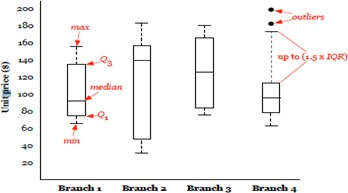 200
180
160
140
120
100
80
60
40
20
Unit price ($)
max
Q3
median
Q1
min
outliers
up to (1.5 x IQR)
Branch 1
Branch 2
Branch 3
Branch 4